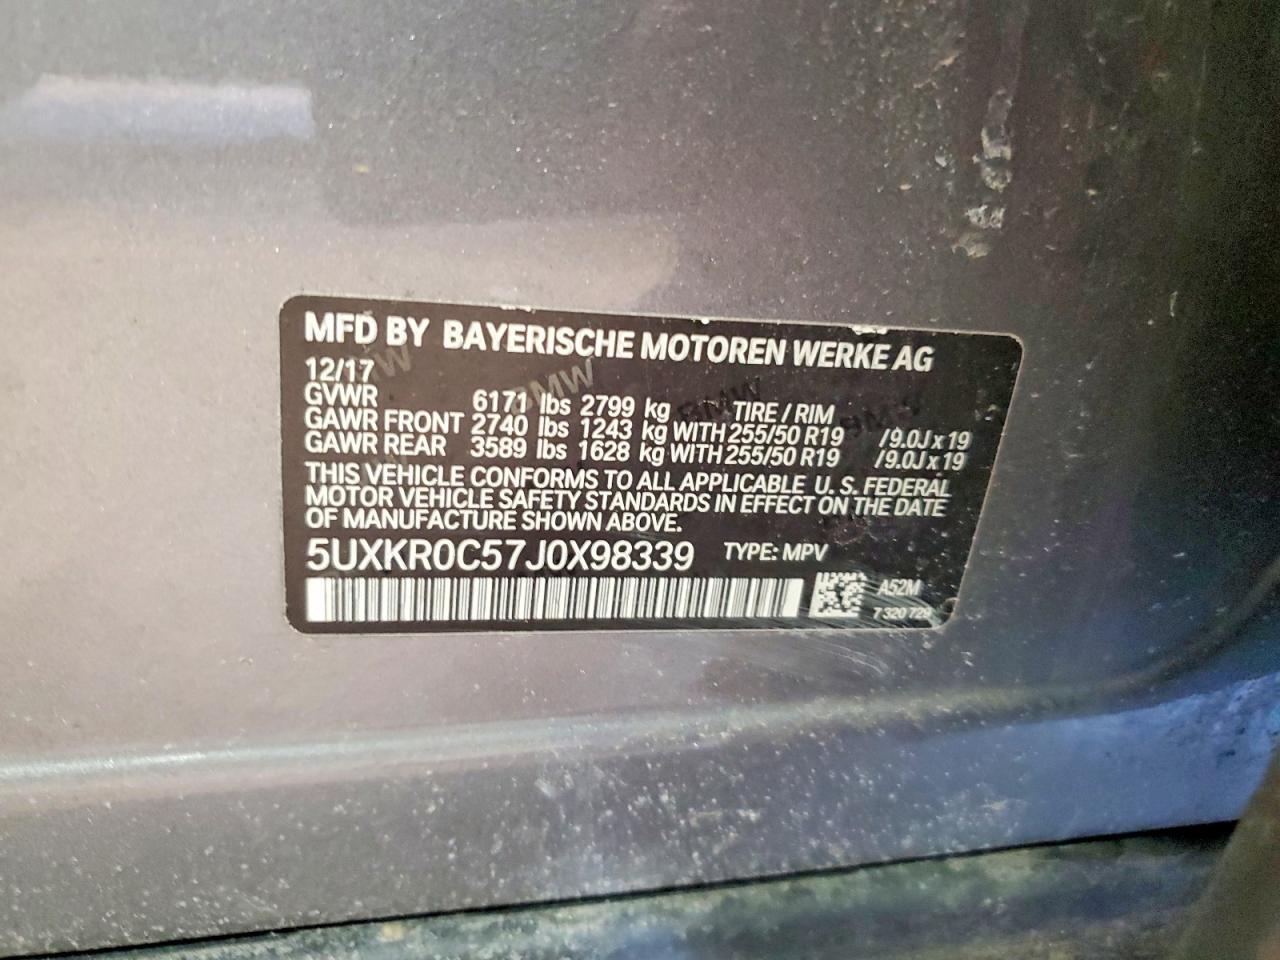 MFD BY BAYERISCHE MOTOREN WERKE AG
12/17
GVWR 6171 lbs 2799 kg TIRE / RIM
GAWR FRONT 2740 lbs 1243 kg WITH 255/50 R19 /9.0J x 19
GAWR REAR 3589 lbs 1628 kg WITH 255/50 R19 /9.0J x 19
THIS VEHICLE CONFORMS TO ALL APPLICABLE U. S. FEDERAL
MOTOR VEHICLE SAFETY STANDARDS IN EFFECT ON THE DATE
OF MANUFACTURE SHOWN ABOVE.
5UXKR0C57J0X98339 TYPE: MPV
A52M
7 320 729